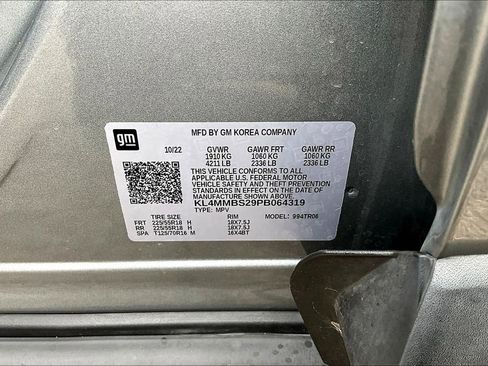 gm
MFD BY GM KOREA COMPANY
10/22 GVWR GAWR FRT GAWR RR
1910 KG 1060 KG 1060 KG
4211 LB 2336 LB 2336 LB
THIS VEHICLE CONFORMS TO ALL
APPLICABLE U.S. FEDERAL MOTOR
VEHICLE SAFETY AND THEFT PREVENTION
STANDARDS IN EFFECT ON THE DATE
OF MANUFACTURE SHOWN ABOVE.
KL4MMBS29PB064319
TYPE: MPV
TIRE SIZE RIM MODEL: 994TR06
FRT 225/55R18 H 18X7.5J
RR 225/55R18 H 18X7.5J
SPA T125/70R16 M 16X4BT